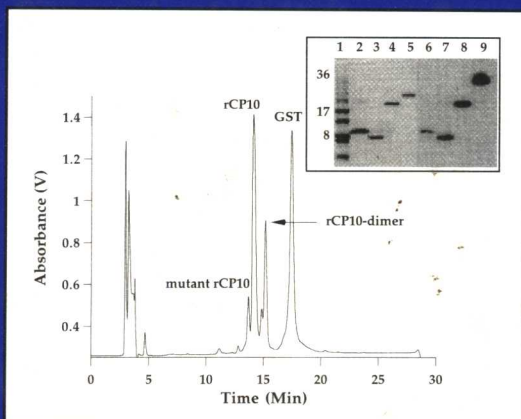 1 2 3 4 5 6 7 8 9
36
17
8
rCP10
GST
rCP10-dimer
mutant rCP10
Absorbance (V)
1.4
1.2
1
0.8
0.6
0.4
0 5 10 15 20 25 30
Time (Min)